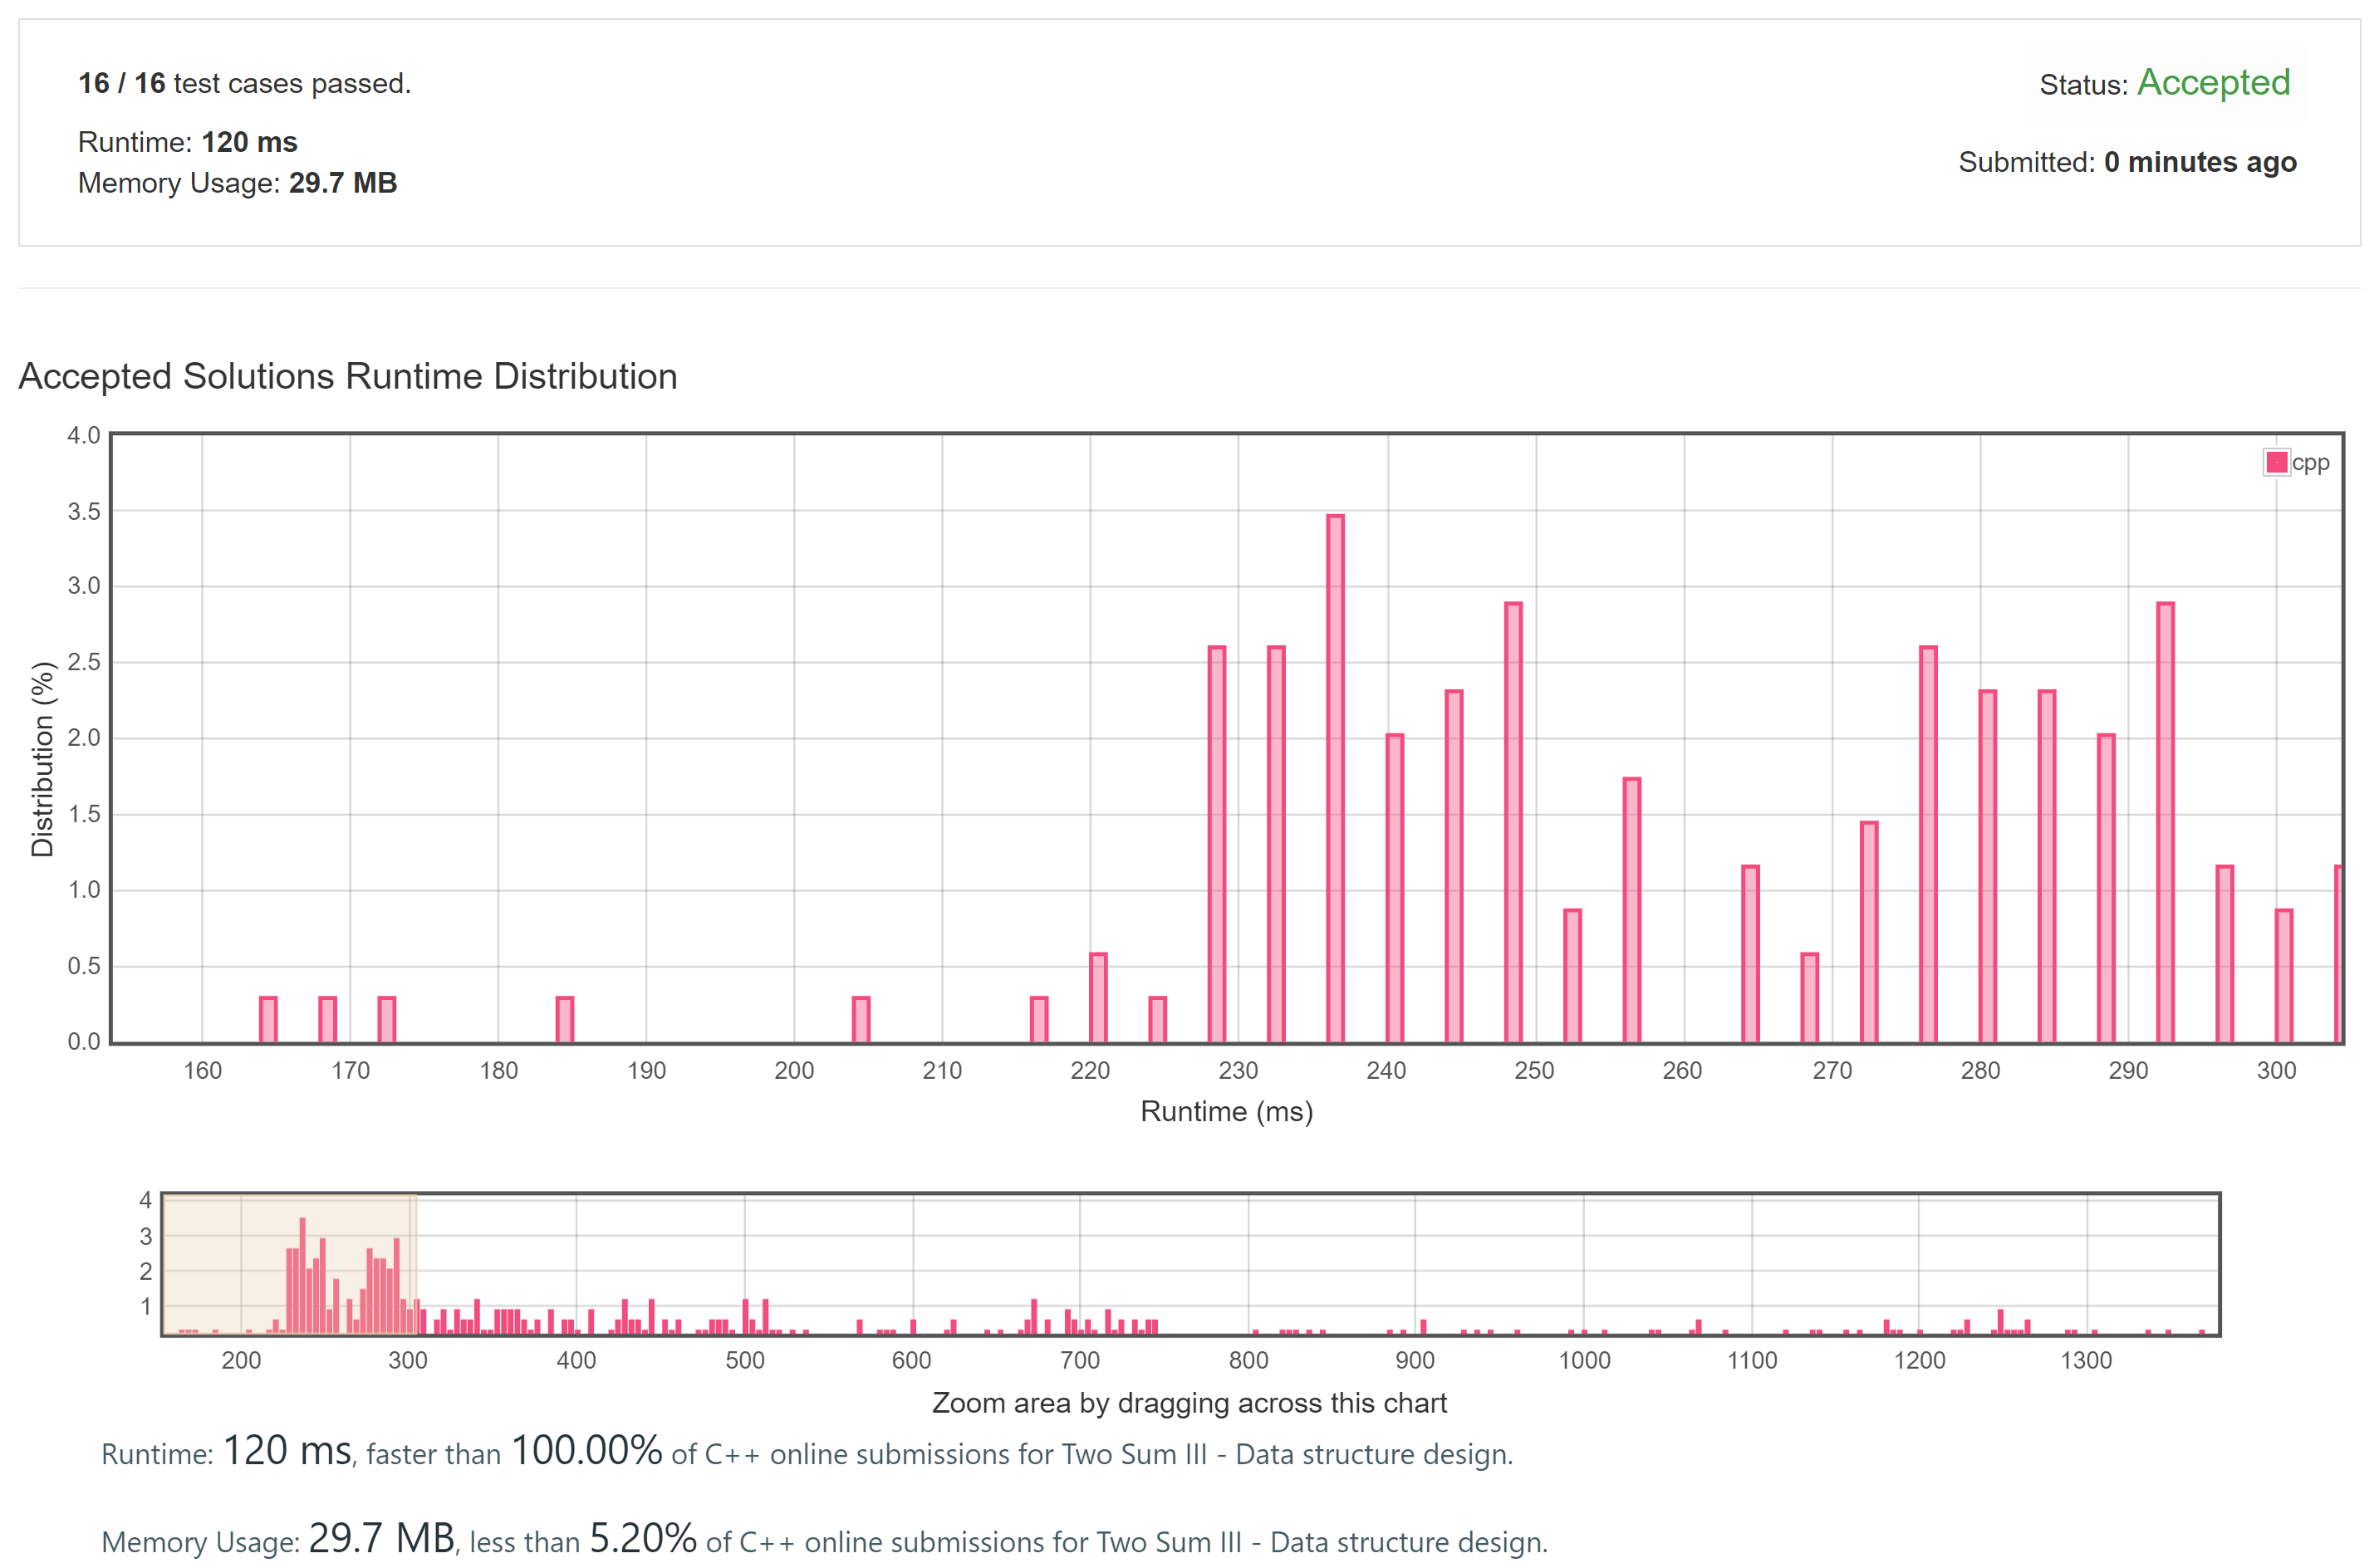 16 / 16 test cases passed.
Status: Accepted
Runtime: 120 ms
Submitted: 0 minutes ago
Memory Usage: 29.7 MB
Accepted Solutions Runtime Distribution
4.0
3.5
3.0
2.5
2.0
1.5
1.0
0.5
0.0
Distribution (%)
cpp
160 170 180 190 200 210 220 230 240 250 260 270 280 290 300
Runtime (ms)
4
3
2
1
200 300 400 500 600 700 800 900 1000 1100 1200 1300
Zoom area by dragging across this chart
Runtime: 120 ms, faster than 100.00% of C++ online submissions for Two Sum III - Data structure design.
Memory Usage: 29.7 MB, less than 5.20% of C++ online submissions for Two Sum III - Data structure design.